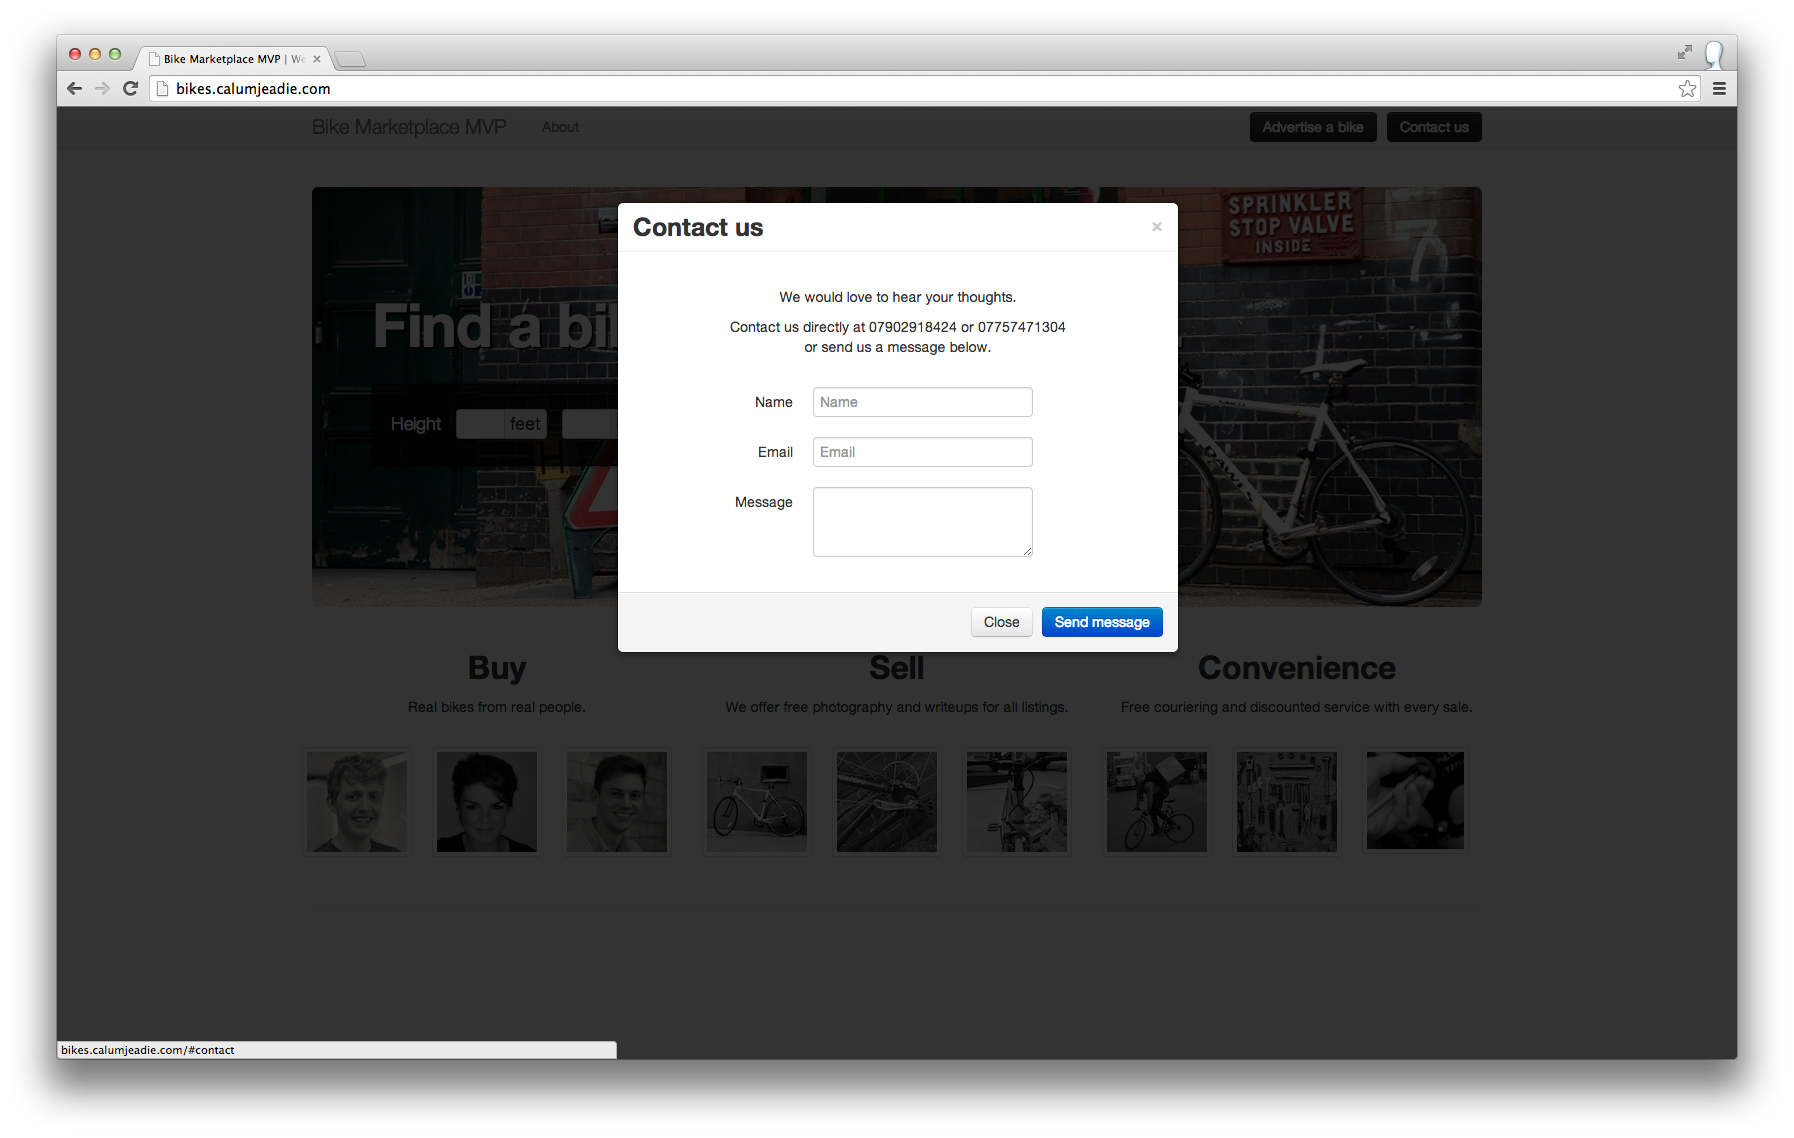 Bike Marketplace MVP | We
bikes.calumjeadie.com
Bike Marketplace MVP
About
Advertise a bike
Contact us
SPRINKLER
STOP VALVE
INSIDE
Contact us
×
We would love to hear your thoughts.
Contact us directly at 07902918424 or 07757471304
or send us a message below.
Find a bi
Height
feet
Name
Name
Email
Email
Message
Close
Send message
Buy
Sell
Convenience
Real bikes from real people.
We offer free photography and writeups for all listings.
Free couriering and discounted service with every sale.
bikes.calumjeadie.com/#contact